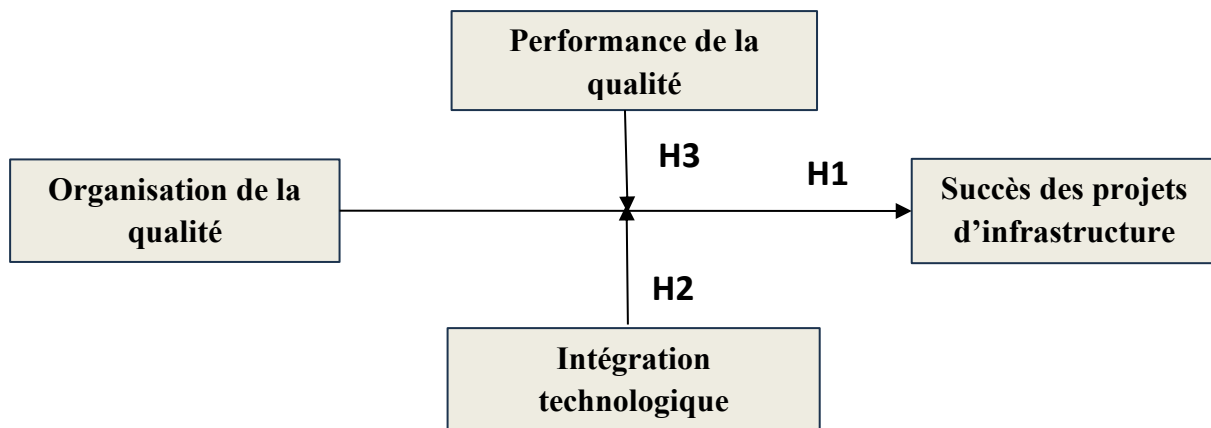 Performance de la
qualité
H3
H1
Organisation de la
qualité
Succès des projets
d’infrastructure
H2
Intégration
technologique